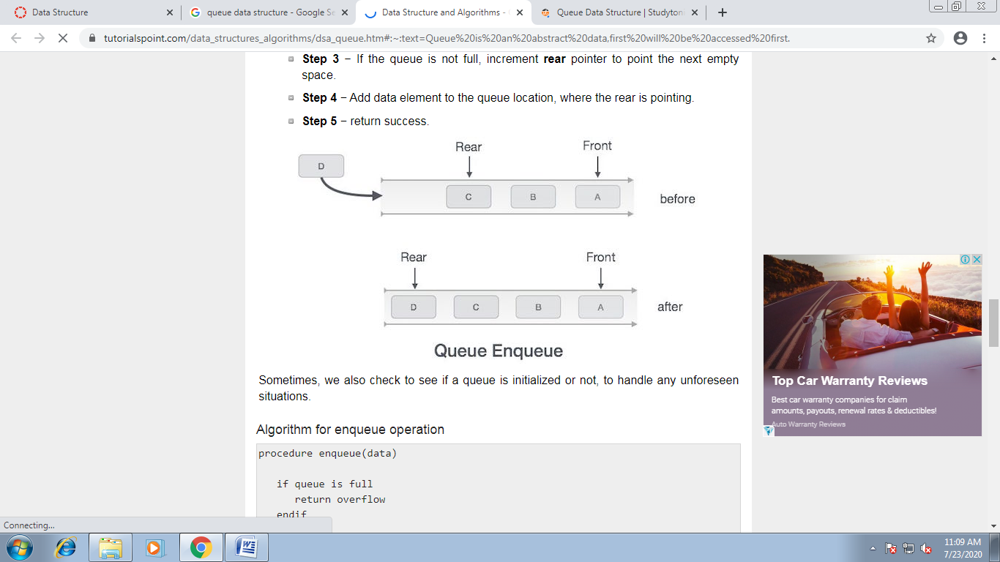 Data Structure
queue data structure - Google Se
Data Structure and Algorithms -
Queue Data Structure | Studyton
tutorialspoint.com/data_structures_algorithms/dsa_queue.htm#:~:text=Queue%20is%20an%20abstract%20data,first%20will%20be%20accessed%20first.
Step 3 − If the queue is not full, increment rear pointer to point the next empty
space.
Step 4 − Add data element to the queue location, where the rear is pointing.
Step 5 − return success.
Rear Front
D
C B A
before
Rear Front
D C B A
after
Queue Enqueue
Sometimes, we also check to see if a queue is initialized or not, to handle any unforeseen
situations.
Algorithm for enqueue operation
procedure enqueue(data)
if queue is full
return overflow
endif
Top Car Warranty Reviews
Best car warranty companies for claim
amounts, payouts, renewal rates & deductibles!
Auto Warranty Reviews
Connecting...
11:09 AM
7/23/2020